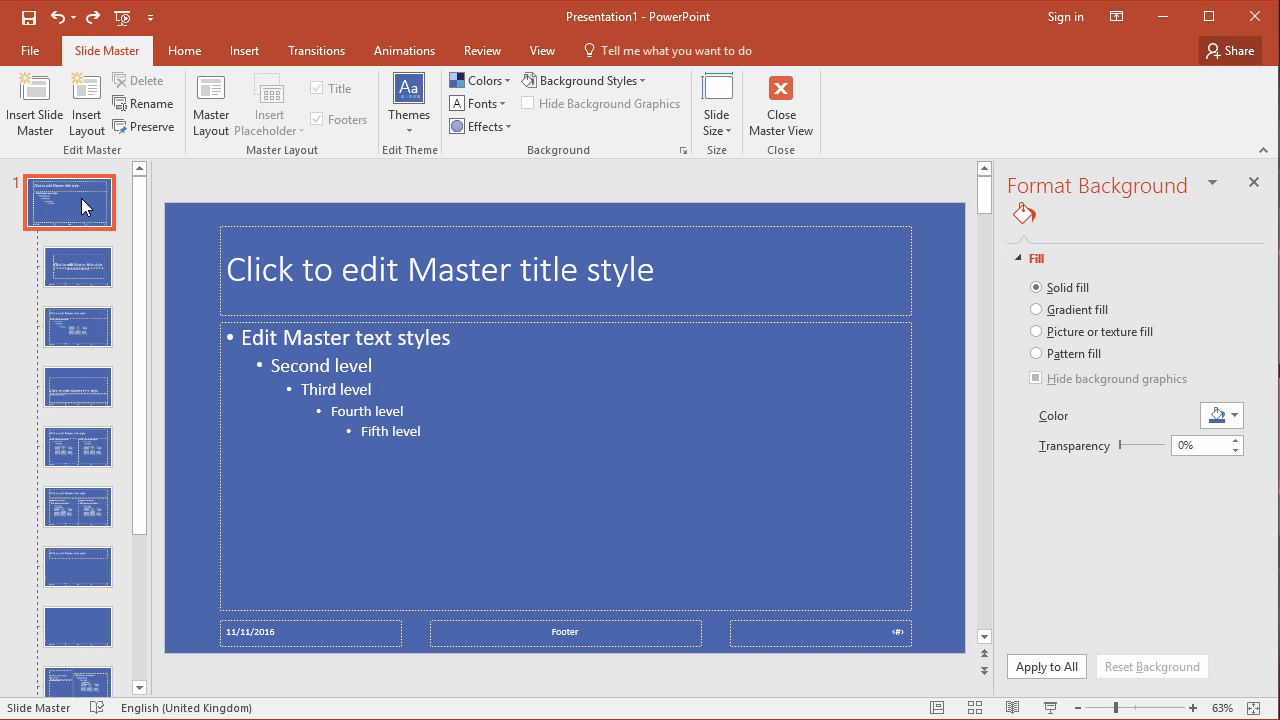 Presentation1 - PowerPoint
Sign in
File
Slide Master
Home
Insert
Transitions
Animations
Review
View
Tell me what you want to do
Share
Insert Slide Master
Insert Layout
Delete
Rename
Preserve
Edit Master
Master Layout
Insert Placeholder
Title
Footers
Master Layout
Aa
Themes
Edit Theme
Colors
Fonts
Effects
Background Styles
Hide Background Graphics
Background
Slide Size
Size
Close Master View
Close
1
Click to edit Master title style
• Edit Master text styles
• Second level
• Third level
• Fourth level
• Fifth level
11/11/2016
Footer
‹#›
Format Background
Fill
Solid fill
Gradient fill
Picture or texture fill
Pattern fill
Hide background graphics
Color
Transparency
0%
Apply to All
Reset Background
Slide Master
English (United Kingdom)
63%